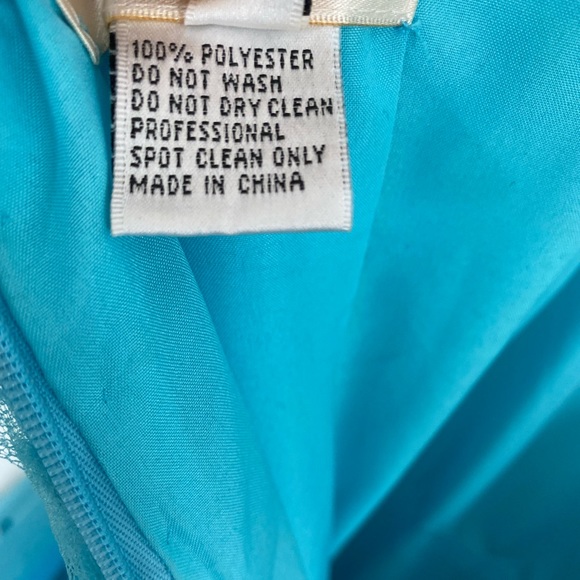 100% POLYESTER
DO NOT WASH
DO NOT DRY CLEAN
PROFESSIONAL
SPOT CLEAN ONLY
MADE IN CHINA